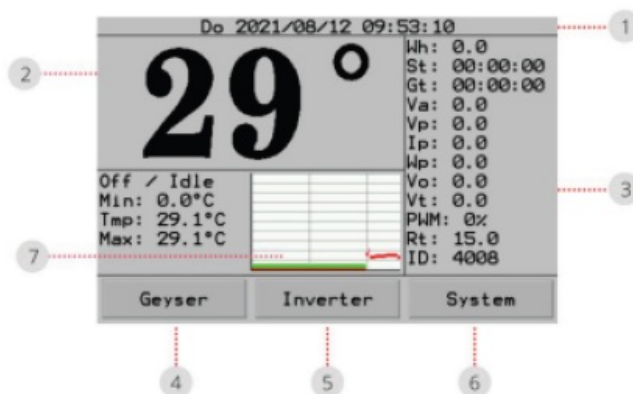 Do 2021/08/12 09:53:10
1
2
29°
Wh: 0.0
St: 00:00:00
Gt: 00:00:00
Va: 0.0
Vp: 0.0
Ip: 0.0
Wp: 0.0
Vo: 0.0
Vt: 0.0
PWM: 0%
Rt: 15.0
ID: 4008
3
Off / Idle
Min: 0.0°C
Tmp: 29.1°C
Max: 29.1°C
7
Geyser
Inverter
System
4
5
6